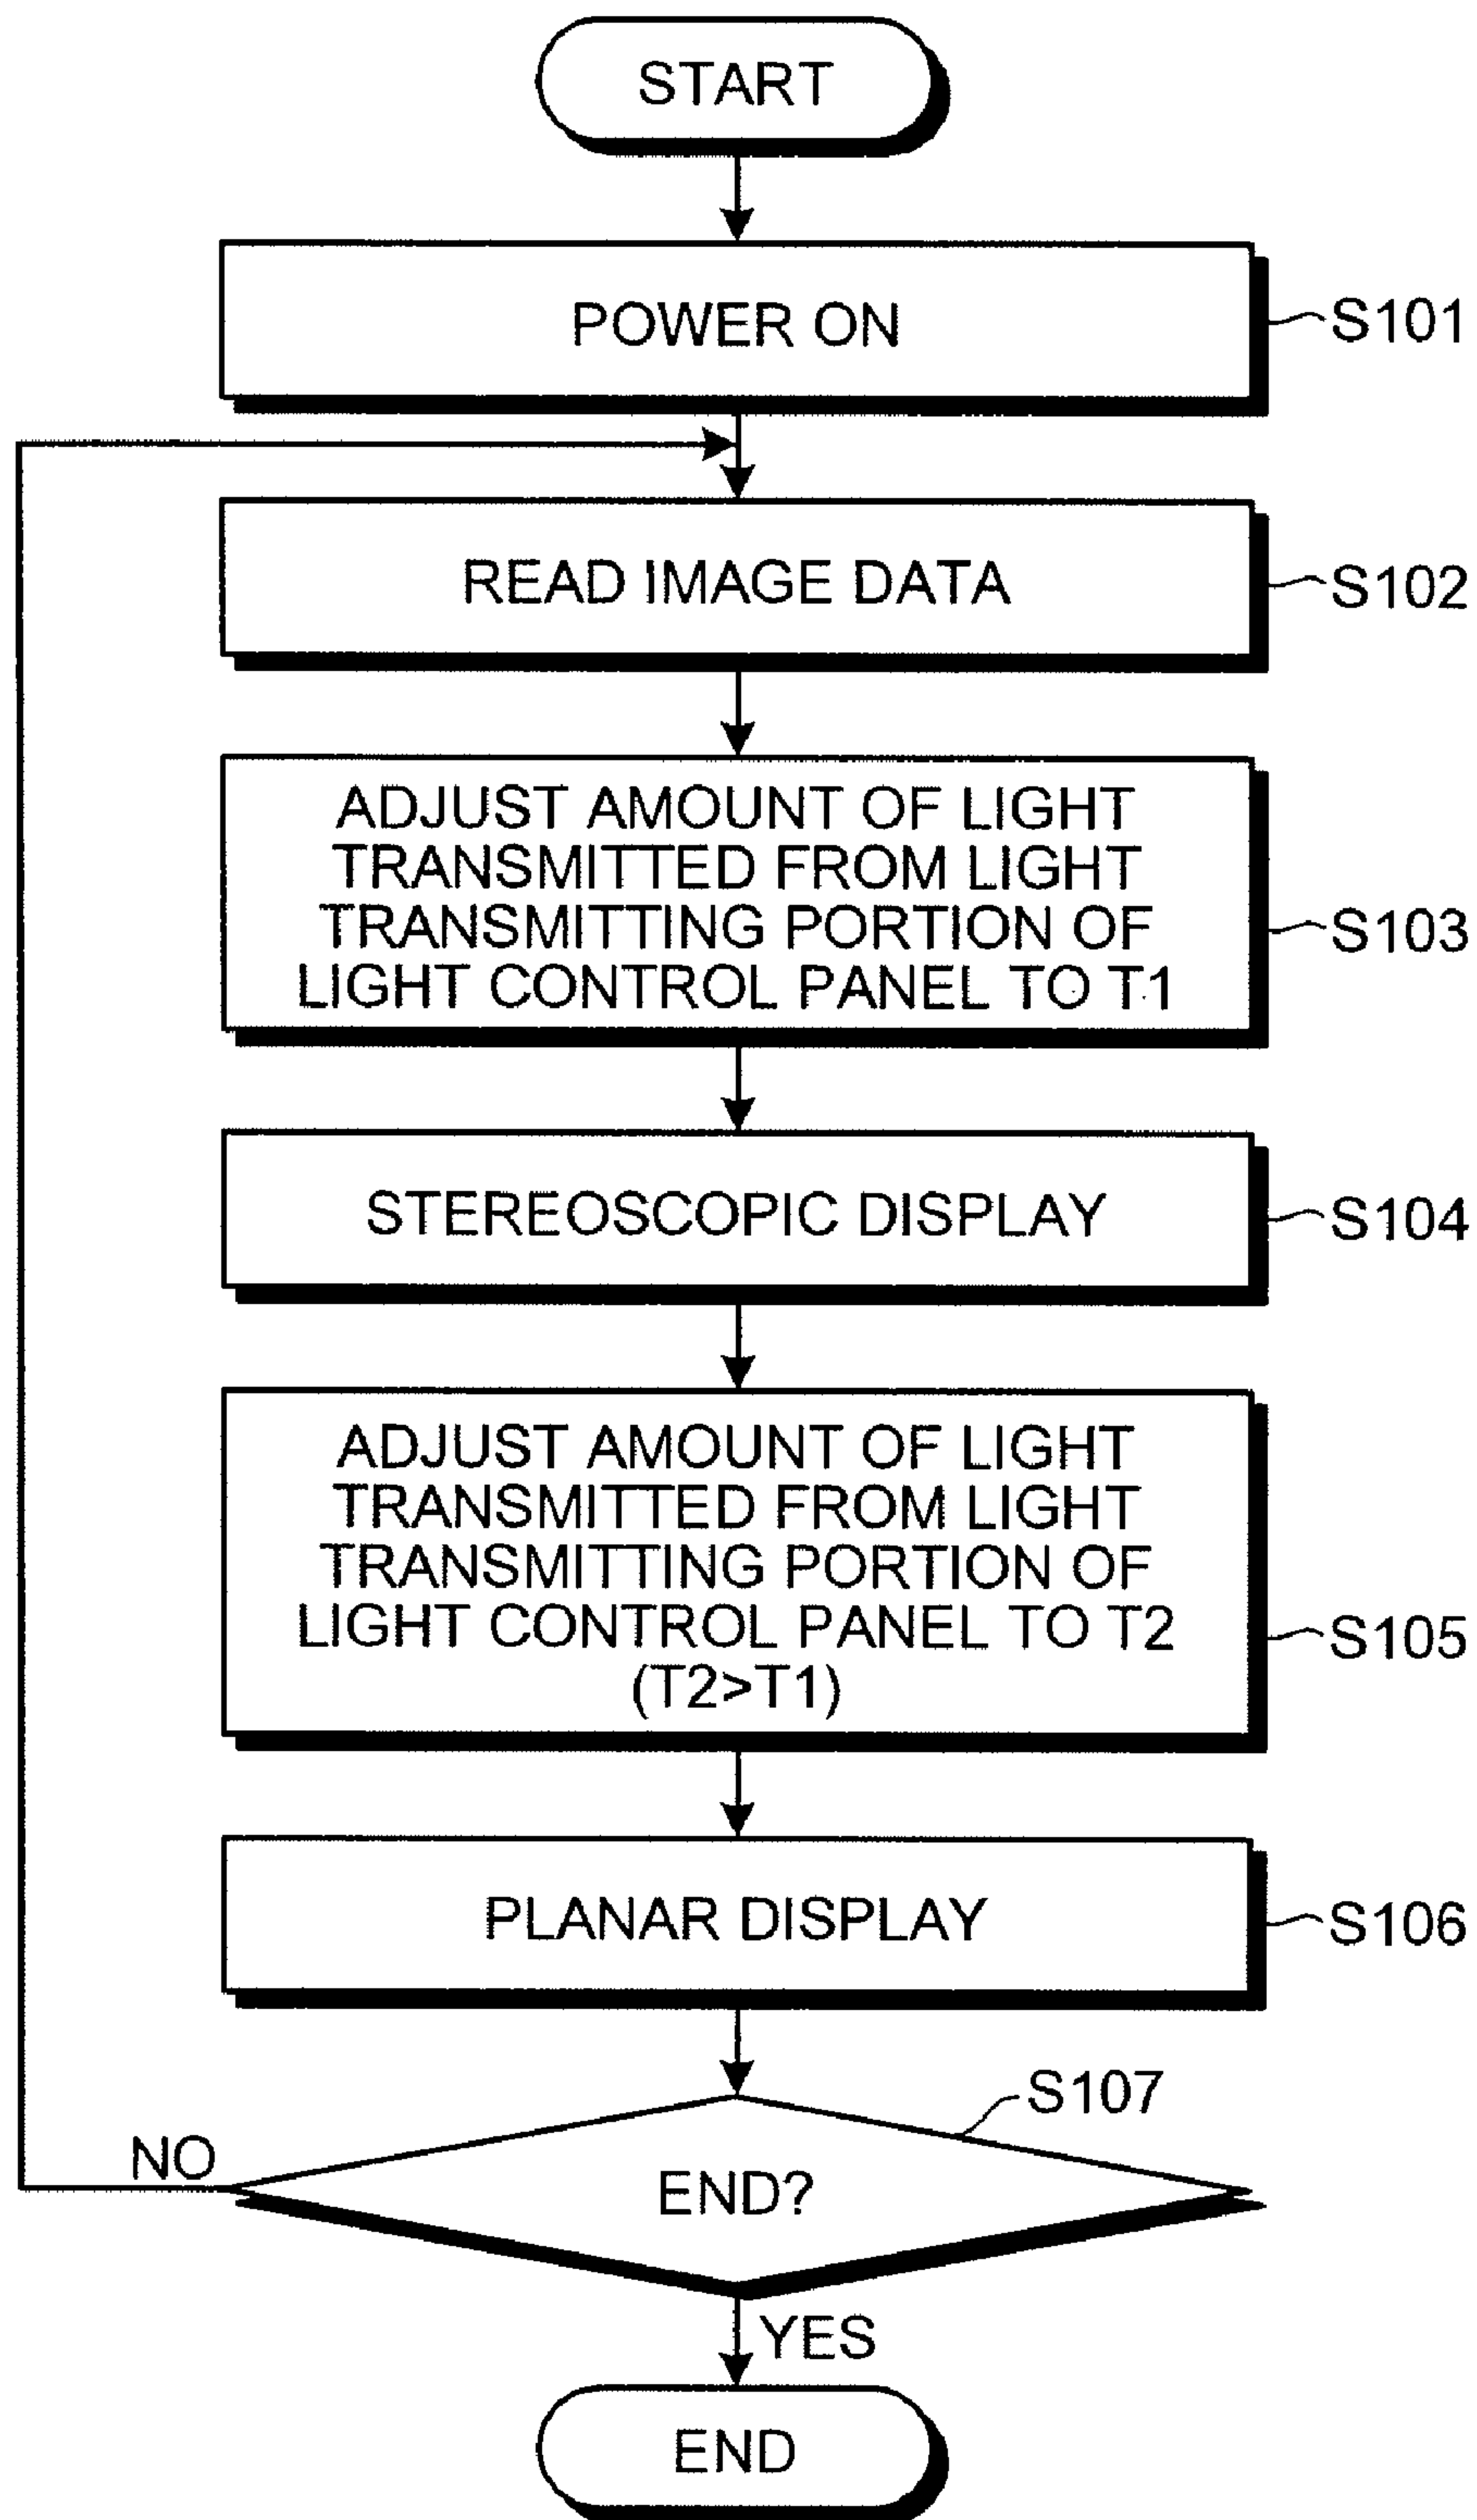 START
POWER ON
S101
READ IMAGE DATA
S102
ADJUST AMOUNT OF LIGHT
TRANSMITTED FROM LIGHT
TRANSMITTING PORTION OF
LIGHT CONTROL PANEL TO T1
S103
STEREOSCOPIC DISPLAY
S104
ADJUST AMOUNT OF LIGHT
TRANSMITTED FROM LIGHT
TRANSMITTING PORTION OF
LIGHT CONTROL PANEL TO T2
(T2>T1)
S105
PLANAR DISPLAY
S106
S107
NO
END?
YES
END